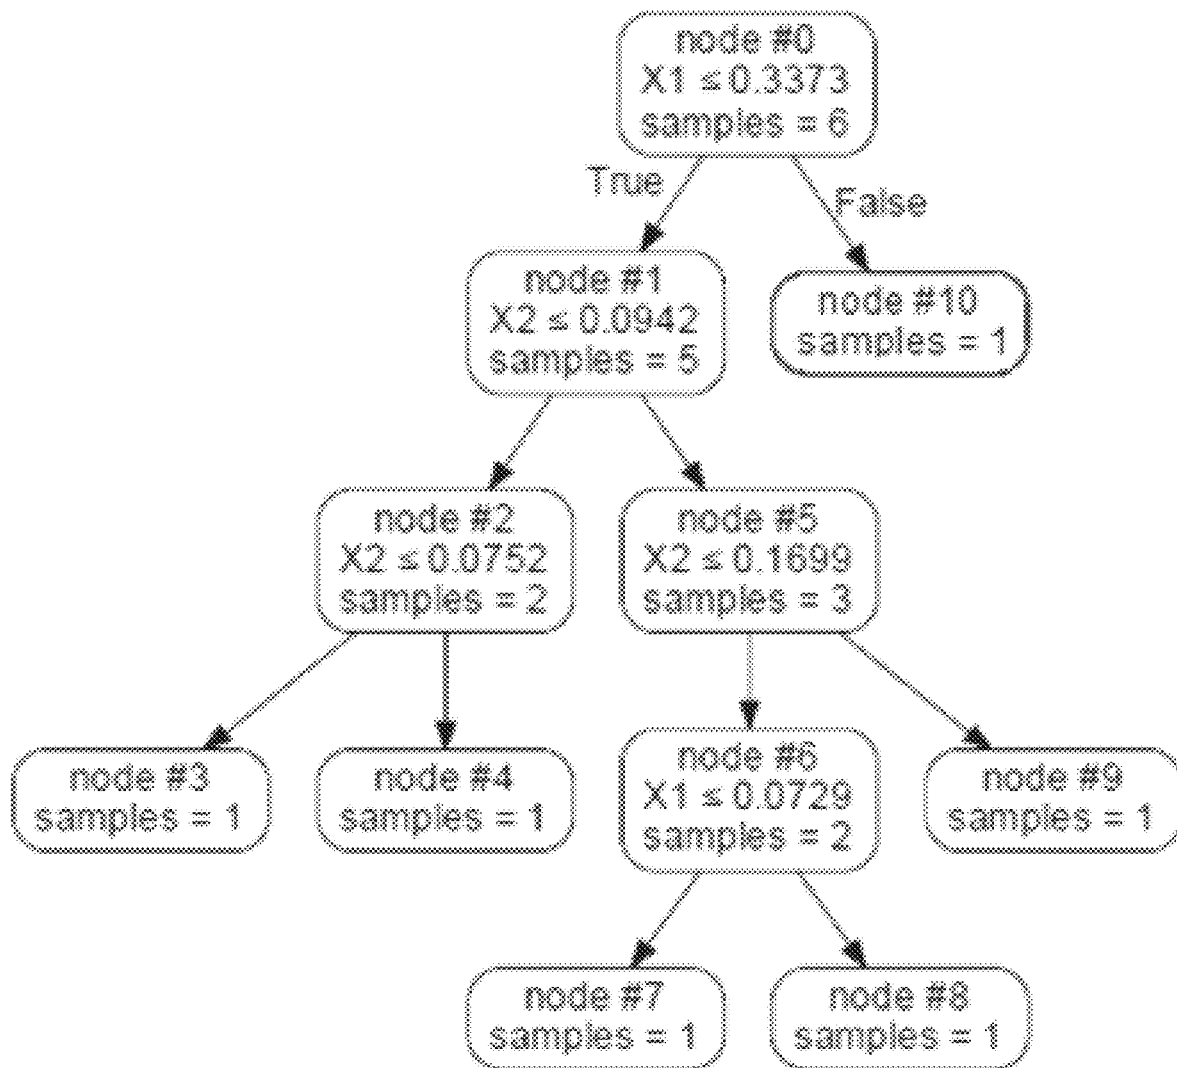 node #0
X1 ≤ 0.3373
samples = 6
True
False
node #1
X2 ≤ 0.0942
samples = 5
node #10
samples = 1
node #2
X2 ≤ 0.0752
samples = 2
node #5
X2 ≤ 0.1699
samples = 3
node #3
samples = 1
node #4
samples = 1
node #6
X1 ≤ 0.0729
samples = 2
node #9
samples = 1
node #7
samples = 1
node #8
samples = 1